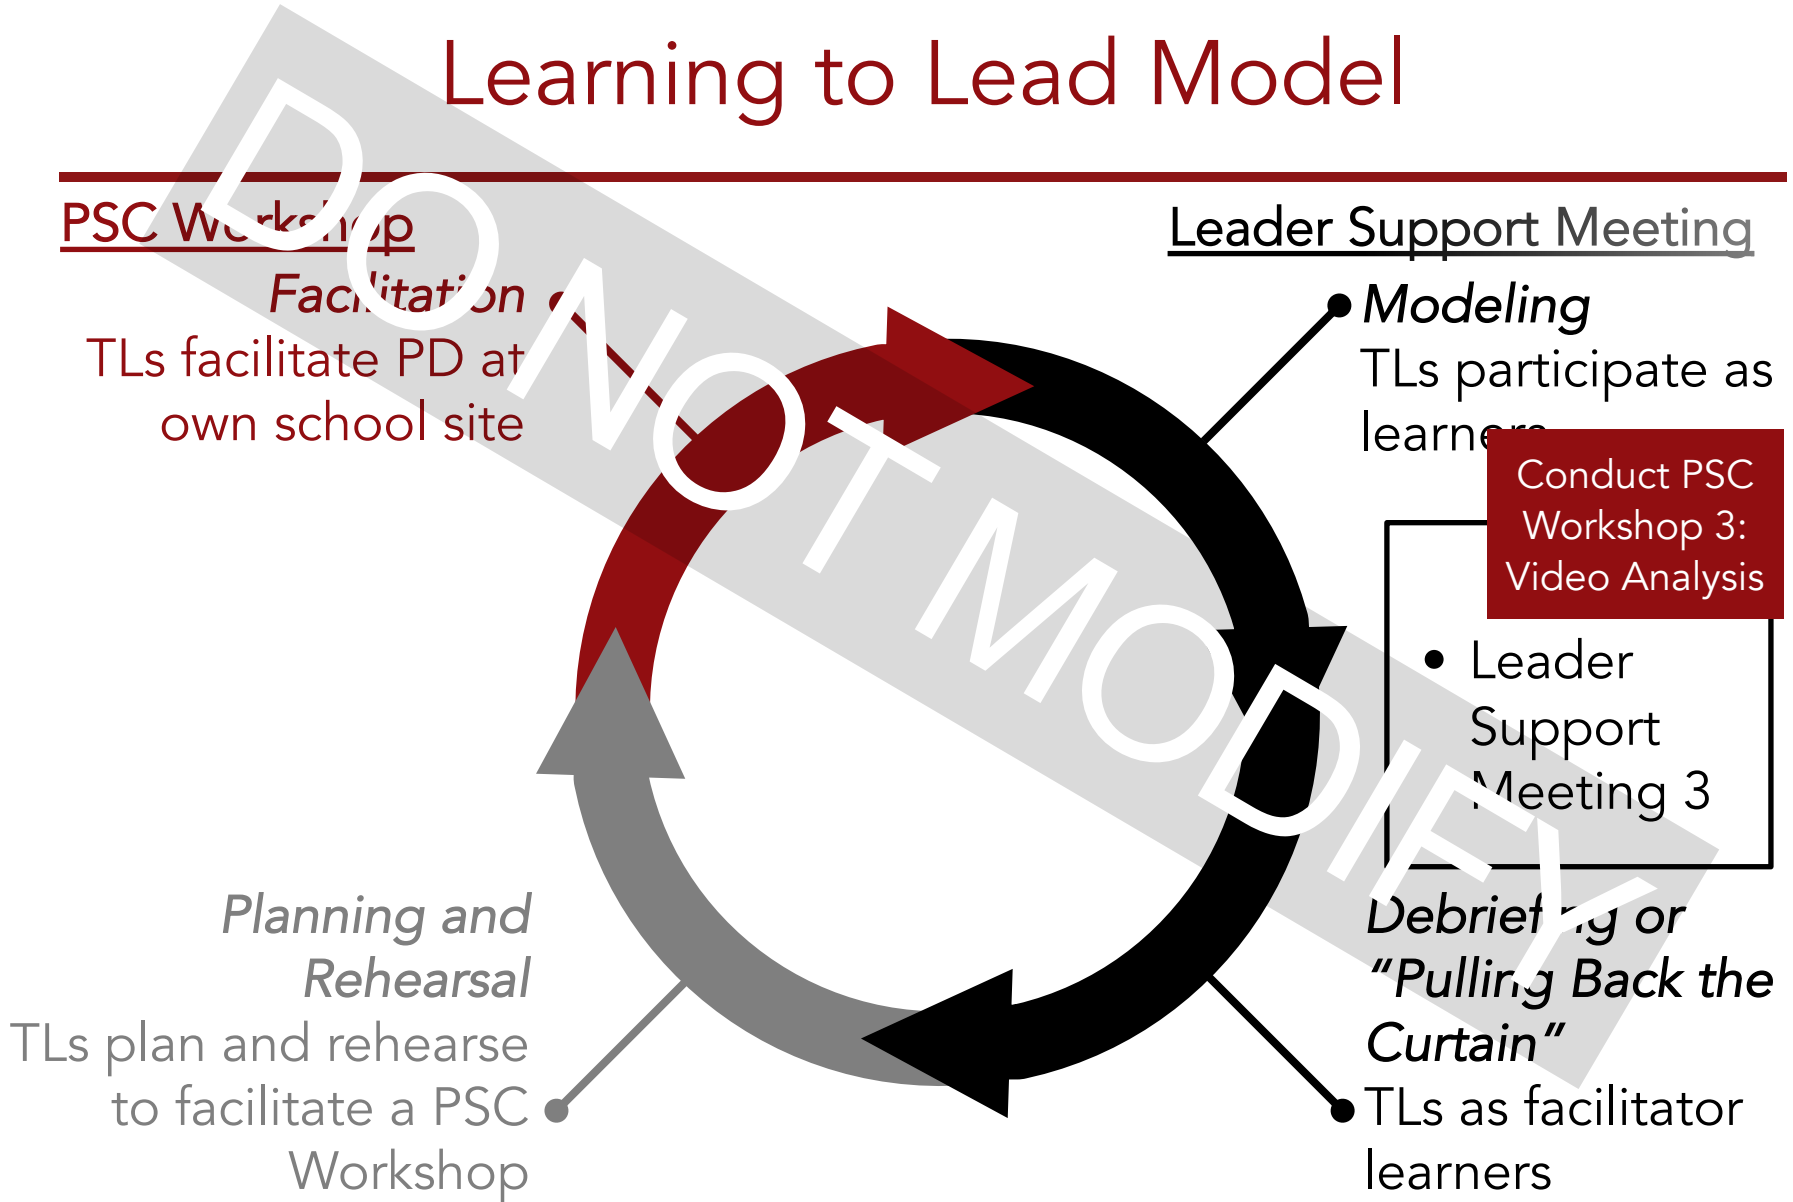 Learning to Lead Model
PSC Workshop
Facilitation
TLs facilitate PD at
own school site
Leader Support Meeting
Modeling
TLs participate as
learners
Conduct PSC
Workshop 3:
Video Analysis
• Leader
Support
Meeting 3
Debriefing or
“Pulling Back the
Curtain”
TLs as facilitator
learners
Planning and
Rehearsal
TLs plan and rehearse
to facilitate a PSC
Workshop
DO NOT MODIFY